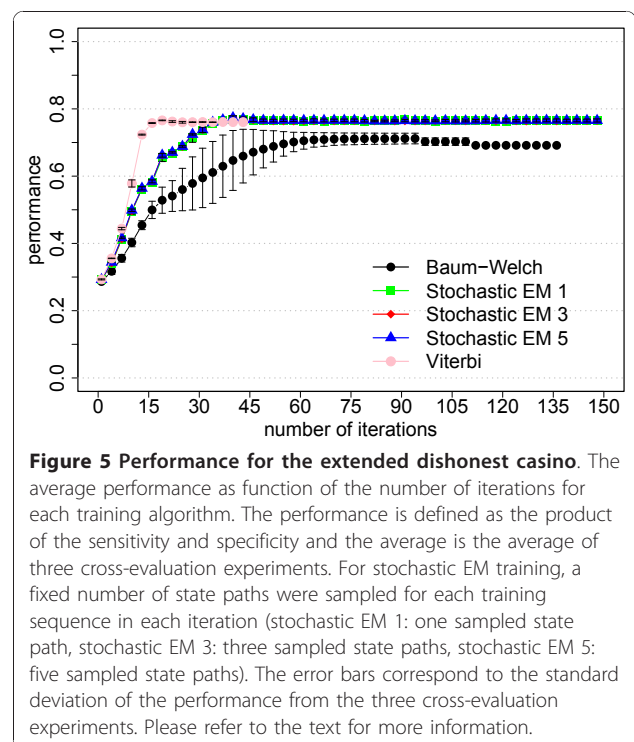 1.0
0.8
0.6
0.4
0.2
0.0
performance
Baum−Welch
Stochastic EM 1
Stochastic EM 3
Stochastic EM 5
Viterbi
0 15 30 45 60 75 90 105 120 135 150
number of iterations
Figure 5 Performance for the extended dishonest casino. The
average performance as function of the number of iterations for
each training algorithm. The performance is defined as the product
of the sensitivity and specificity and the average is the average of
three cross-evaluation experiments. For stochastic EM training, a
fixed number of state paths were sampled for each training
sequence in each iteration (stochastic EM 1: one sampled state
path, stochastic EM 3: three sampled state paths, stochastic EM 5:
five sampled state paths). The error bars correspond to the standard
deviation of the performance from the three cross-evaluation
experiments. Please refer to the text for more information.